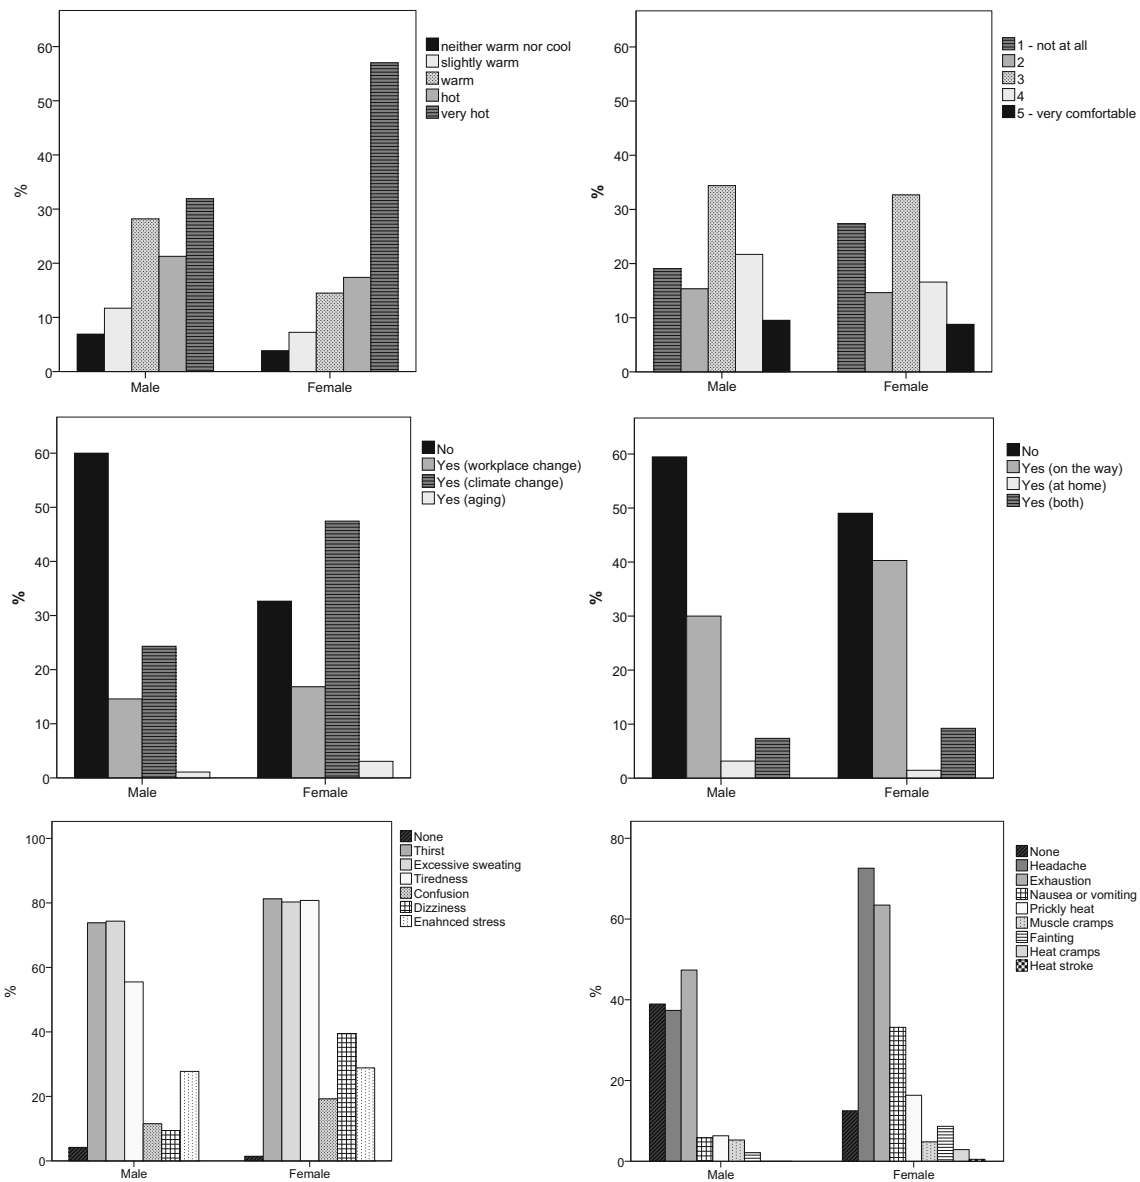 60
50
40
30
20
10
0
%
Male
Female
neither warm nor cool
slightly warm
warm
hot
very hot
60
50
40
30
20
10
0
%
Male
Female
1 - not at all
2
3
4
5 - very comfortable
60
50
40
30
20
10
0
%
Male
Female
No
Yes (workplace change)
Yes (climate change)
Yes (aging)
60
50
40
30
20
10
0
%
Male
Female
No
Yes (on the way)
Yes (at home)
Yes (both)
100
80
60
40
20
0
%
Male
Female
None
Thirst
Excessive sweating
Tiredness
Confusion
Dizziness
Enahnced stress
80
60
40
20
0
%
Male
Female
None
Headache
Exhaustion
Nausea or vomiting
Prickly heat
Muscle cramps
Fainting
Heat cramps
Heat stroke